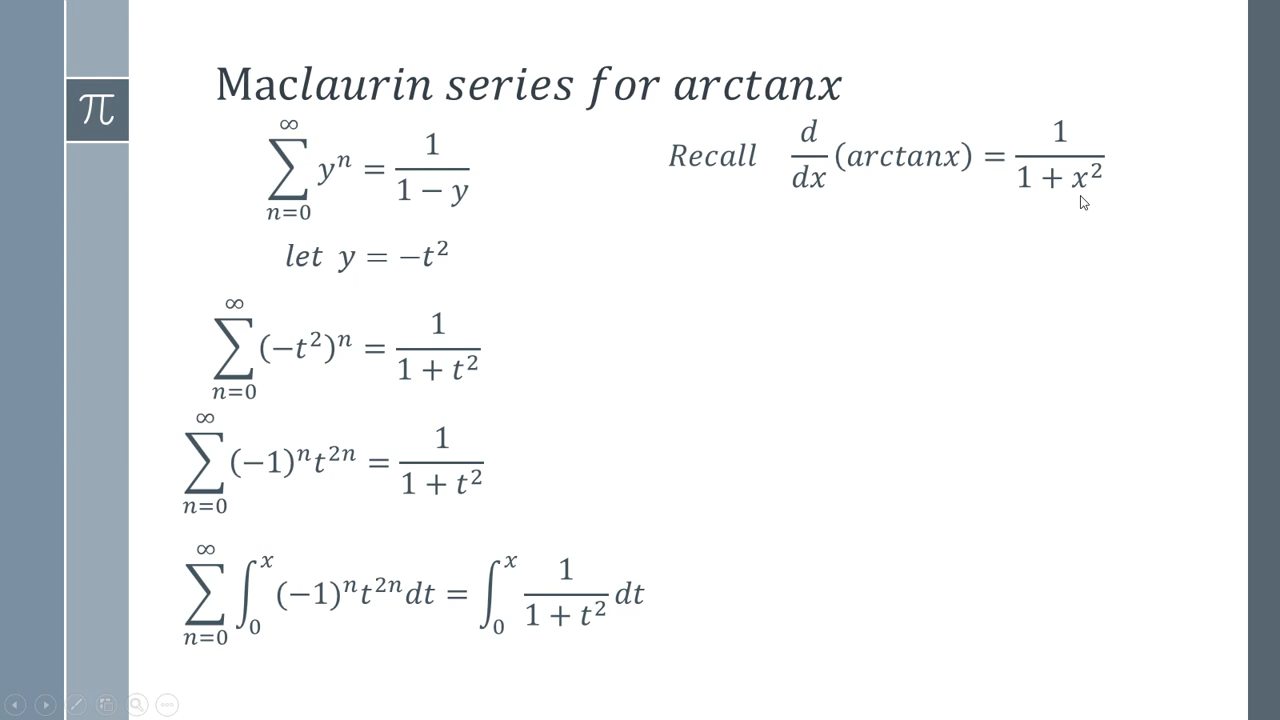 π
Maclaurin series for arctanx
∑_{n=0}^{∞} y^n = 1/(1 − y)
Recall d/dx (arctanx) = 1/(1 + x^2)
let y = −t^2
∑_{n=0}^{∞} (−t^2)^n = 1/(1 + t^2)
∑_{n=0}^{∞} (−1)^n t^{2n} = 1/(1 + t^2)
∑_{n=0}^{∞} ∫_0^x (−1)^n t^{2n} dt = ∫_0^x 1/(1 + t^2) dt